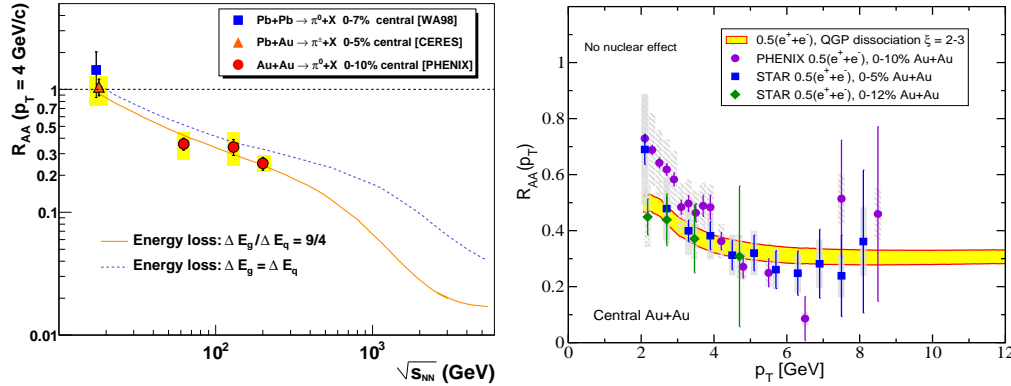 Pb+Pb → π⁰+X 0-7% central [WA98]
Pb+Au → π±+X 0-5% central [CERES]
Au+Au → π⁰+X 0-10% central [PHENIX]
R_AA (p_T = 4 GeV/c)
1
0.7
0.5
0.3
0.2
0.1
0.01
Energy loss: Δ E_g/Δ E_q = 9/4
Energy loss: Δ E_g = Δ E_q
10²
10³
√s_NN (GeV)
0.5(e⁺+e⁻), QGP dissociation ξ = 2-3
PHENIX 0.5(e⁺+e⁻), 0-10% Au+Au
STAR 0.5(e⁺+e⁻), 0-5% Au+Au
STAR 0.5(e⁺+e⁻), 0-12% Au+Au
No nuclear effect
R_AA(p_T)
1
0.8
0.6
0.4
0.2
0
Central Au+Au
0 2 4 6 8 10 12
p_T [GeV]